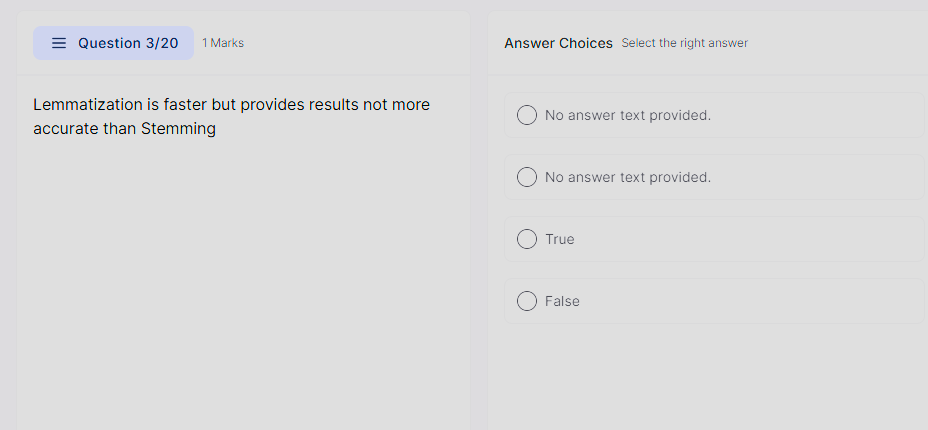 Question 3/20 1 Marks
Lemmatization is faster but provides results not more
accurate than Stemming
Answer Choices Select the right answer
No answer text provided.
No answer text provided.
True
False